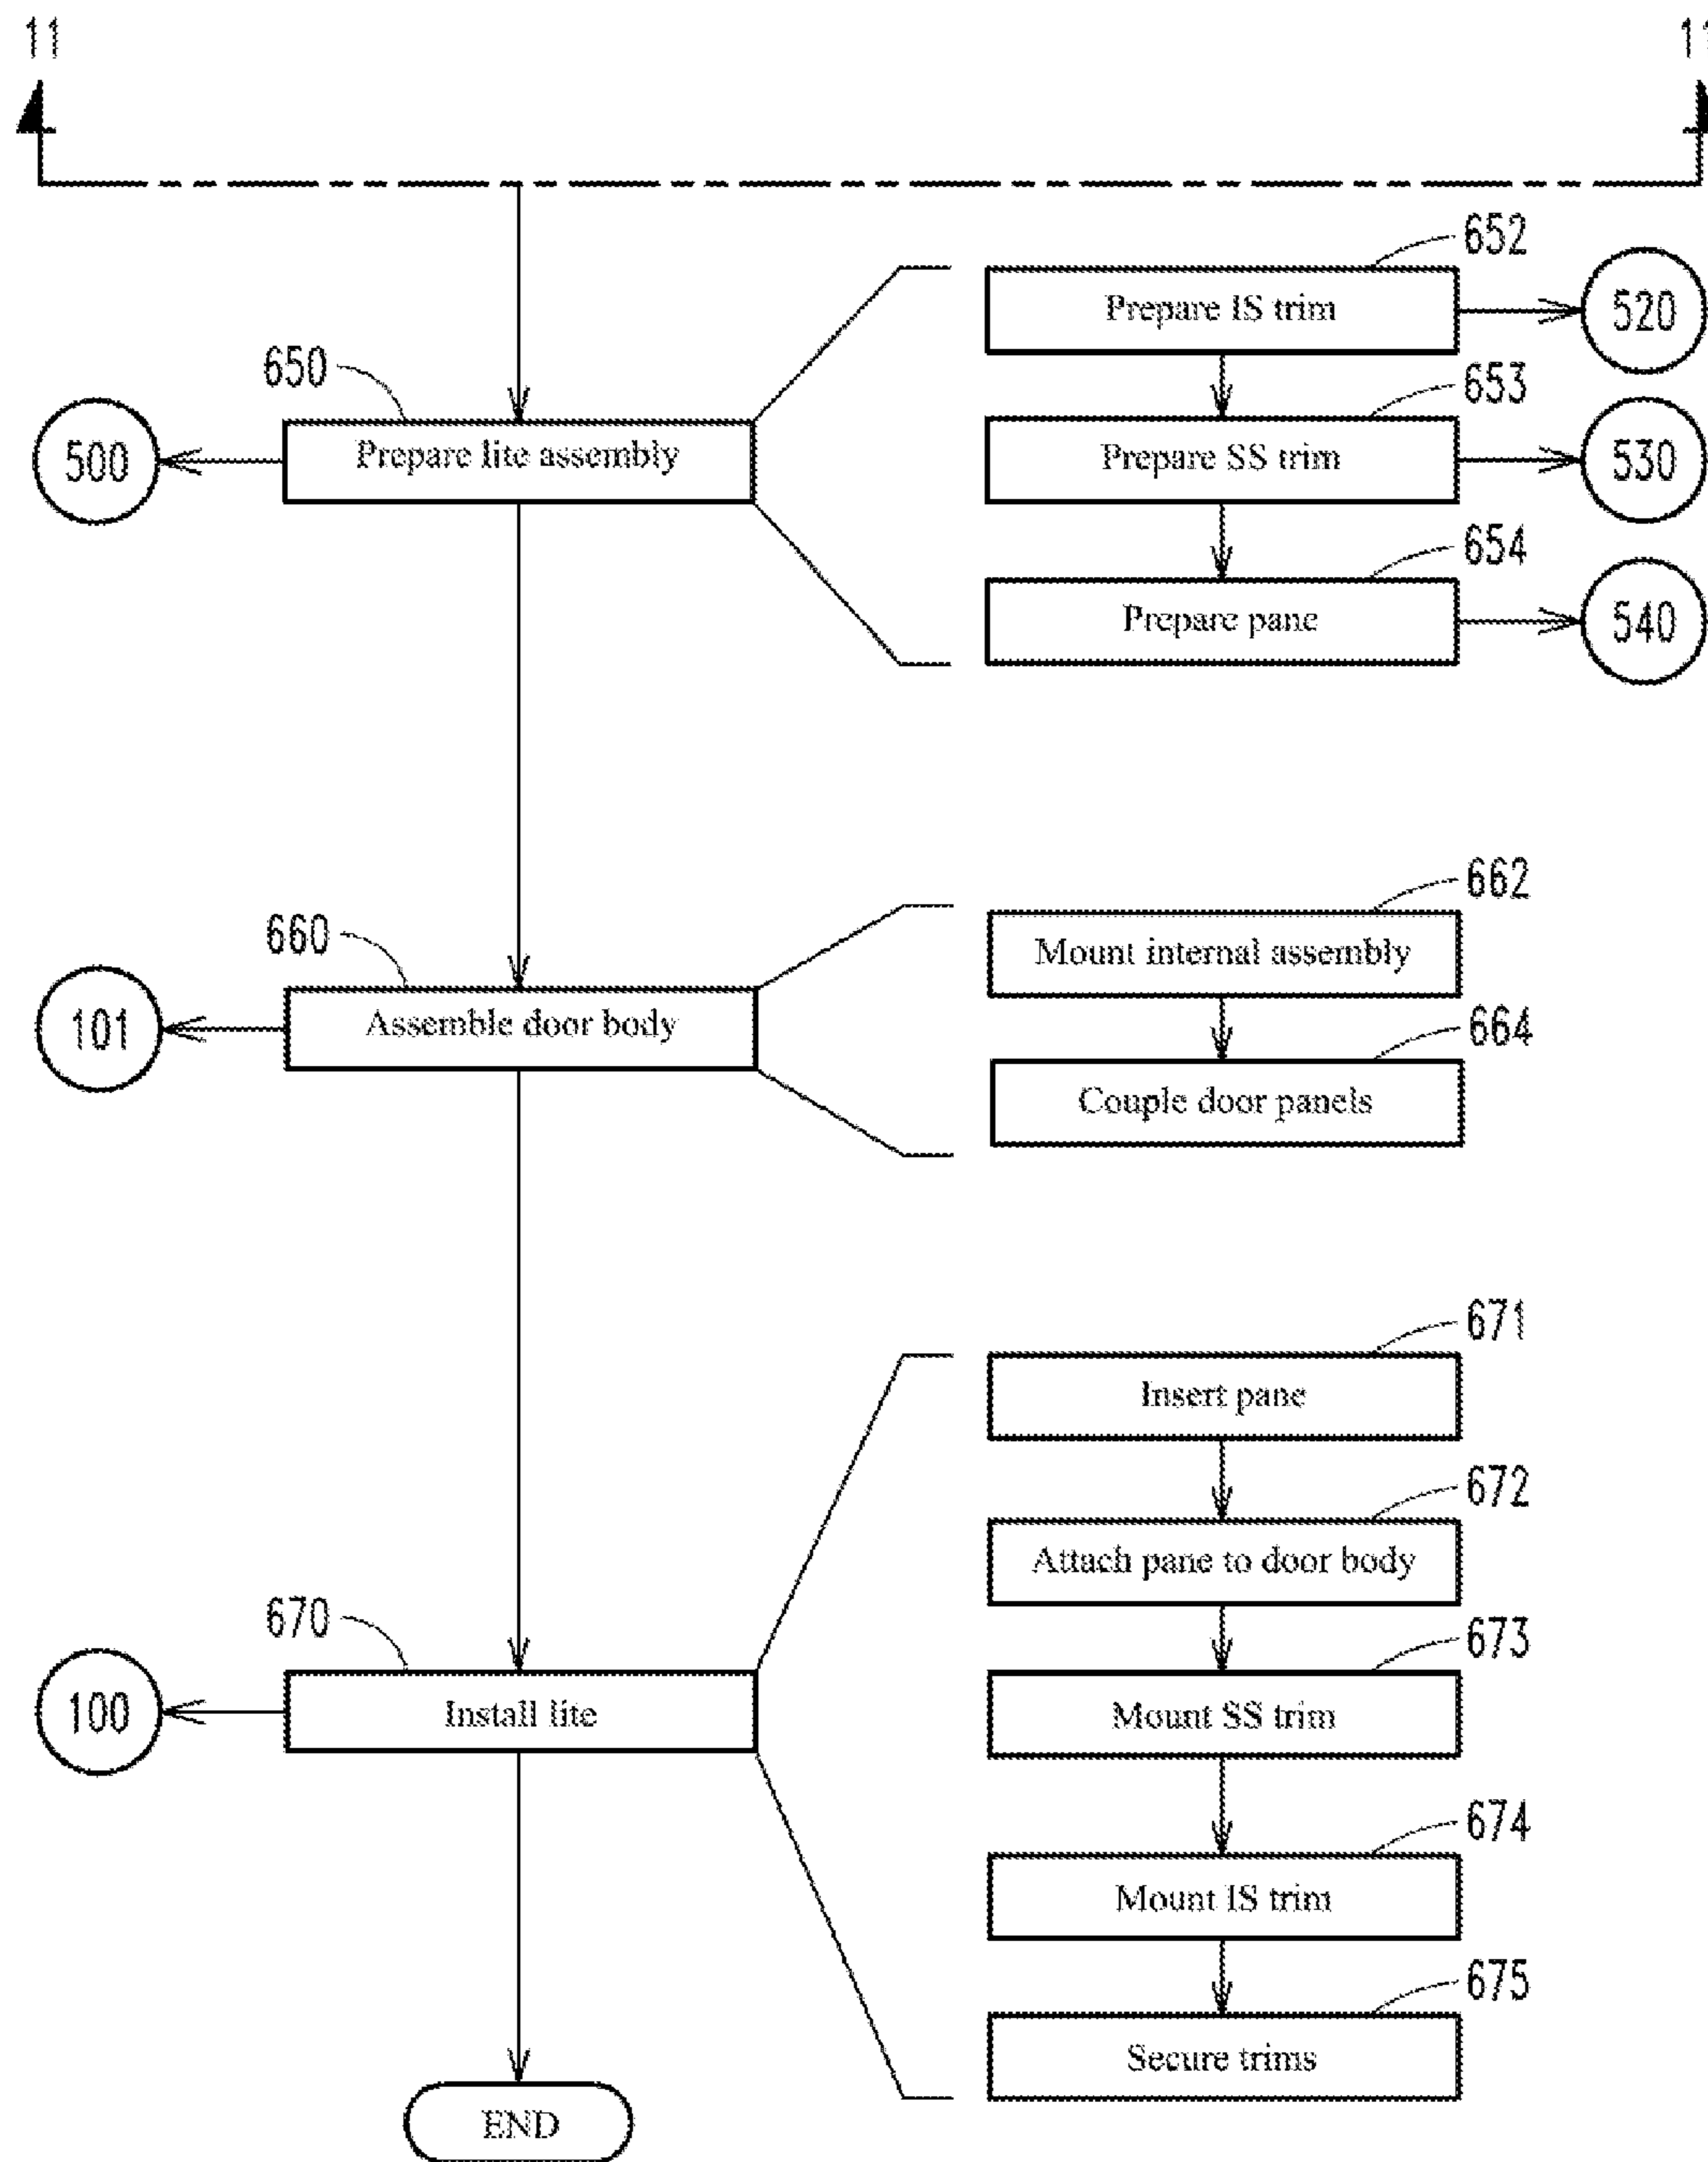 11
11
652
Prepare IS trim
520
650
653
500
Prepare lite assembly
Prepare SS trim
530
654
Prepare pane
540
662
660
Mount internal assembly
101
Assemble door body
664
Couple door panels
671
Insert pane
672
Attach pane to door body
670
673
100
Install lite
Mount SS trim
674
Mount IS trim
675
Secure trims
END